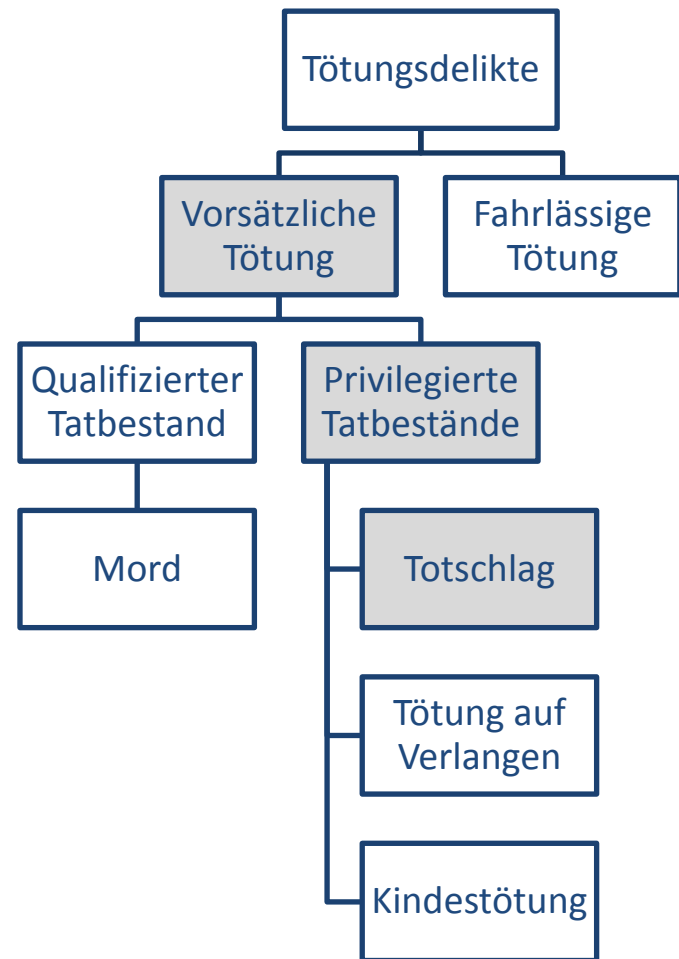 Tötungsdelikte
Vorsätzliche
Tötung
Fahrlässige
Tötung
Qualifizierter
Tatbestand
Privilegierte
Tatbestände
Mord
Totschlag
Tötung auf
Verlangen
Kindestötung